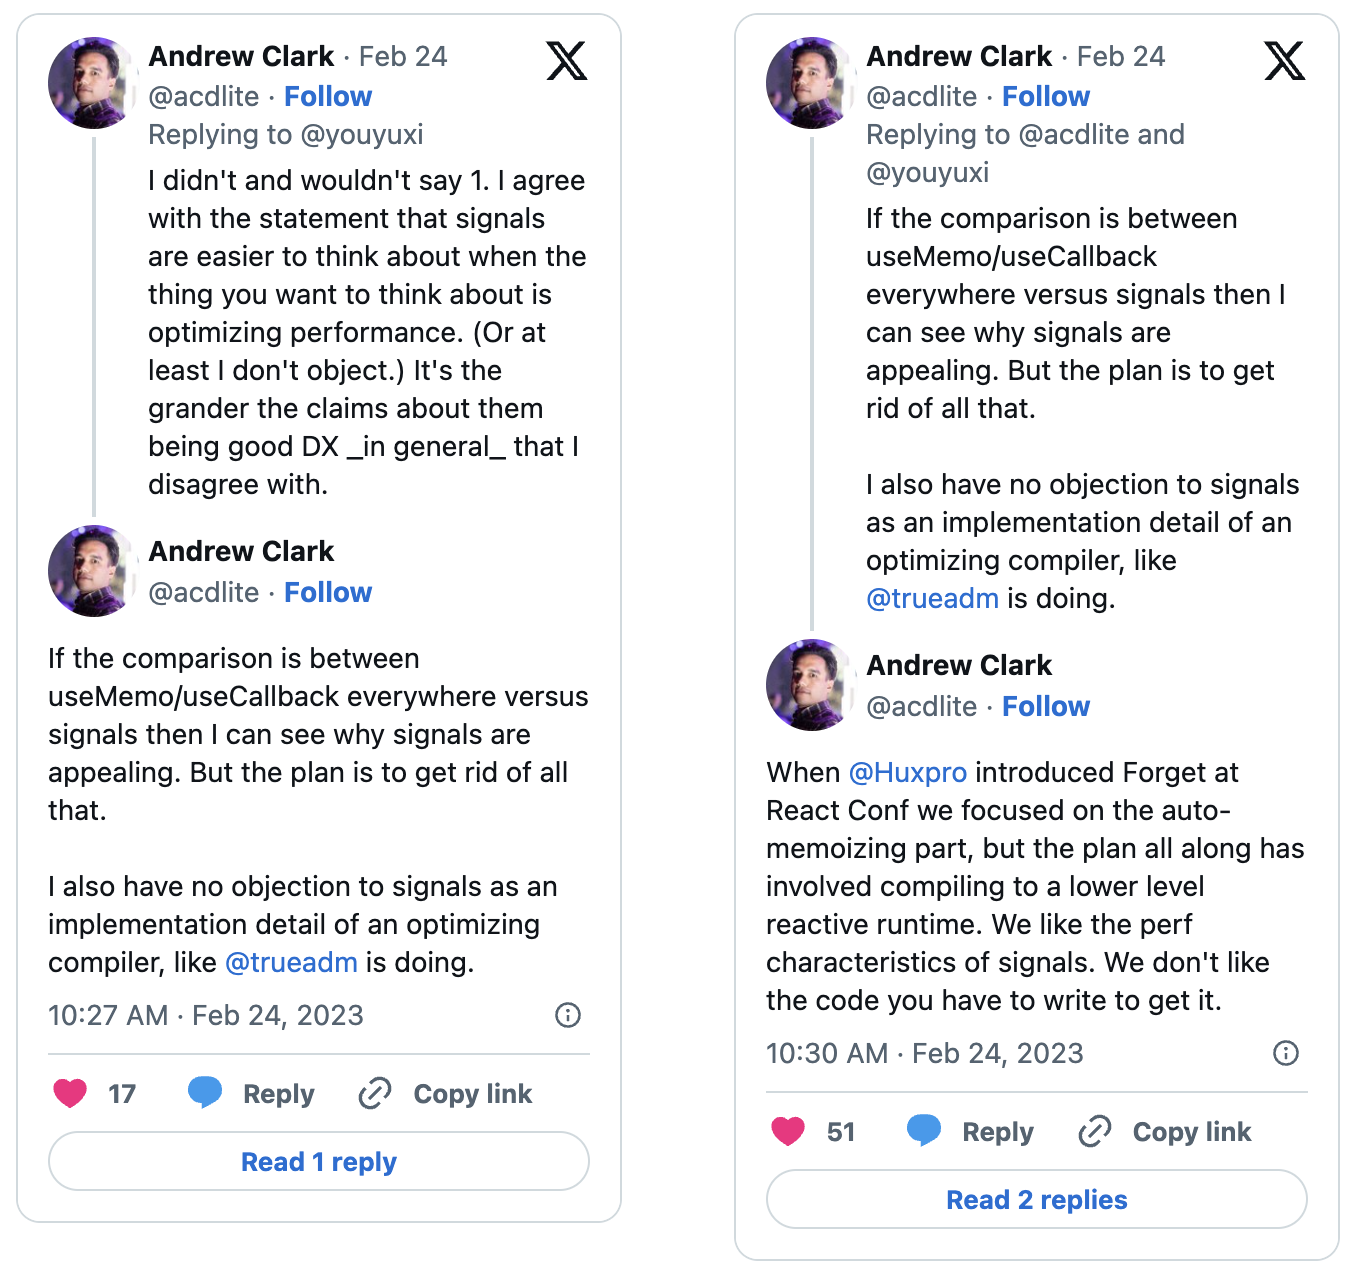 Andrew Clark · Feb 24
@acdlite · Follow
Replying to @youyuxi
I didn't and wouldn't say 1. I agree
with the statement that signals
are easier to think about when the
thing you want to think about is
optimizing performance. (Or at
least I don't object.) It's the
grander the claims about them
being good DX _in general_ that I
disagree with.
Andrew Clark
@acdlite · Follow
If the comparison is between
useMemo/useCallback everywhere versus
signals then I can see why signals are
appealing. But the plan is to get rid of all
that.
I also have no objection to signals as an
implementation detail of an optimizing
compiler, like @trueadm is doing.
10:27 AM · Feb 24, 2023
17 Reply Copy link
Read 1 reply
Andrew Clark · Feb 24
@acdlite · Follow
Replying to @acdlite and
@youyuxi
If the comparison is between
useMemo/useCallback
everywhere versus signals then I
can see why signals are
appealing. But the plan is to get
rid of all that.
I also have no objection to signals
as an implementation detail of an
optimizing compiler, like
@trueadm is doing.
Andrew Clark
@acdlite · Follow
When @Huxpro introduced Forget at
React Conf we focused on the auto-
memoizing part, but the plan all along has
involved compiling to a lower level
reactive runtime. We like the perf
characteristics of signals. We don't like
the code you have to write to get it.
10:30 AM · Feb 24, 2023
51 Reply Copy link
Read 2 replies